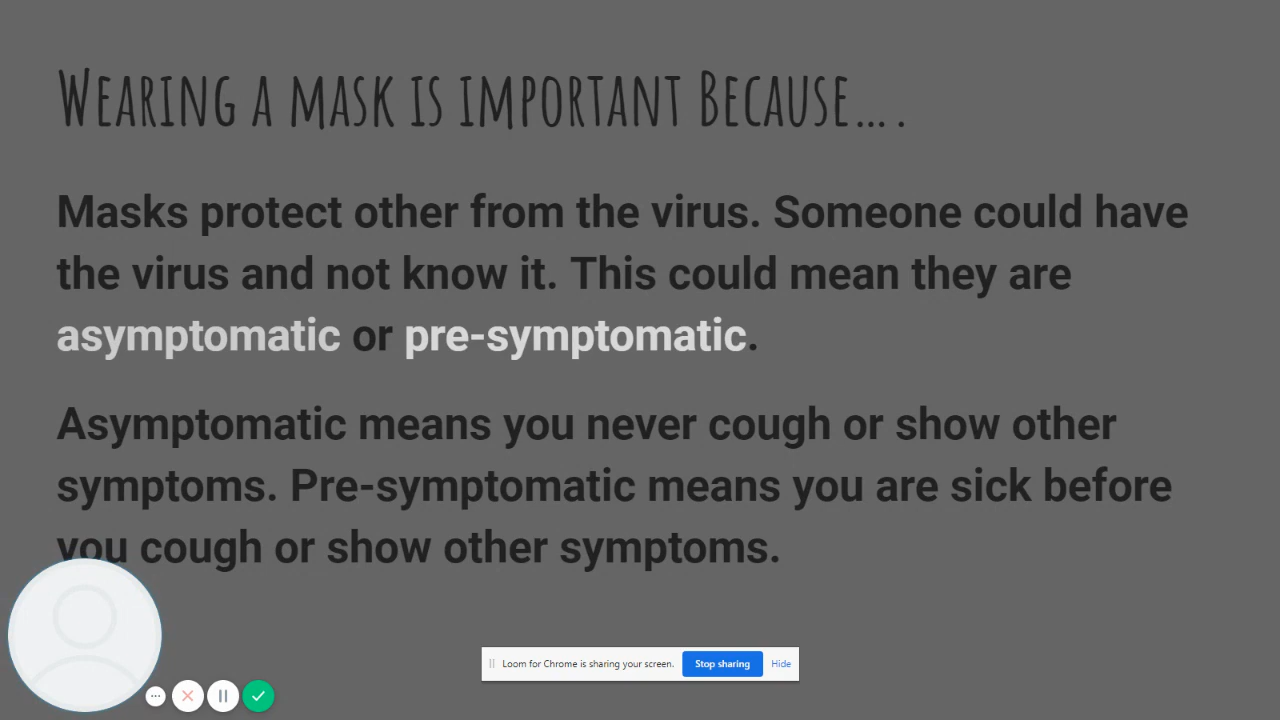 Wearing a mask is important Because….
Masks protect other from the virus. Someone could have
the virus and not know it. This could mean they are
asymptomatic or pre-symptomatic.
Asymptomatic means you never cough or show other
symptoms. Pre-symptomatic means you are sick before
you cough or show other symptoms.
Loom for Chrome is sharing your screen. Stop sharing Hide